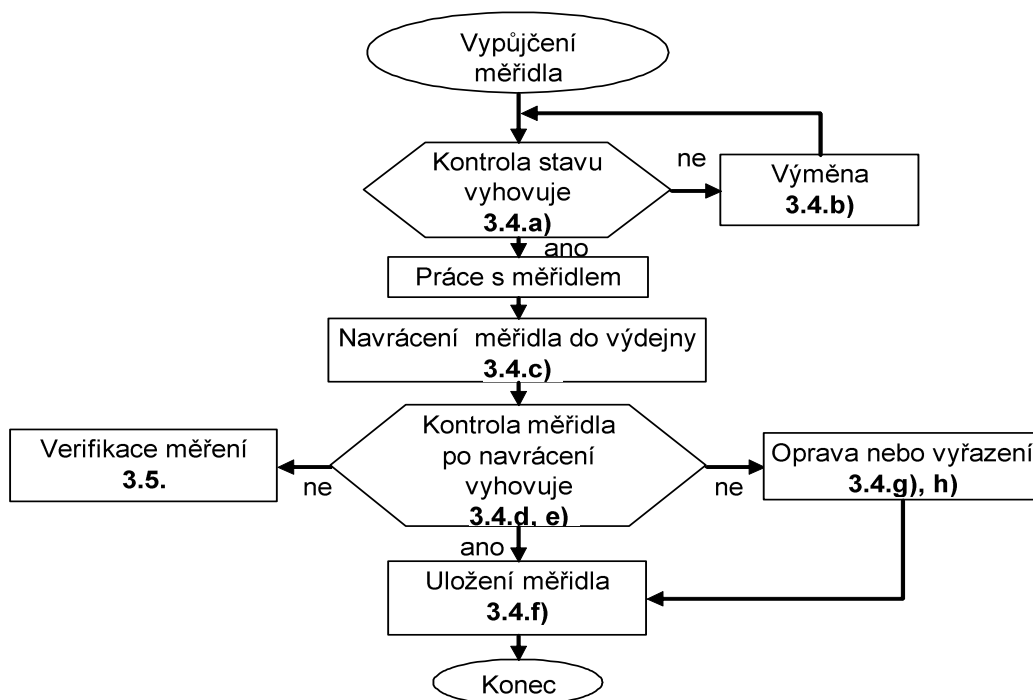 Vypůjčení
měřidla
Kontrola stavu
vyhovuje
3.4.a)
ne
Výměna
3.4.b)
ano
Práce s měřidlem
Navrácení měřidla do výdejny
3.4.c)
Kontrola měřidla
po navrácení
vyhovuje
3.4.d, e)
Verifikace měření
3.5.
ne
ne
Oprava nebo vyřazení
3.4.g), h)
ano
Uložení měřidla
3.4.f)
Konec